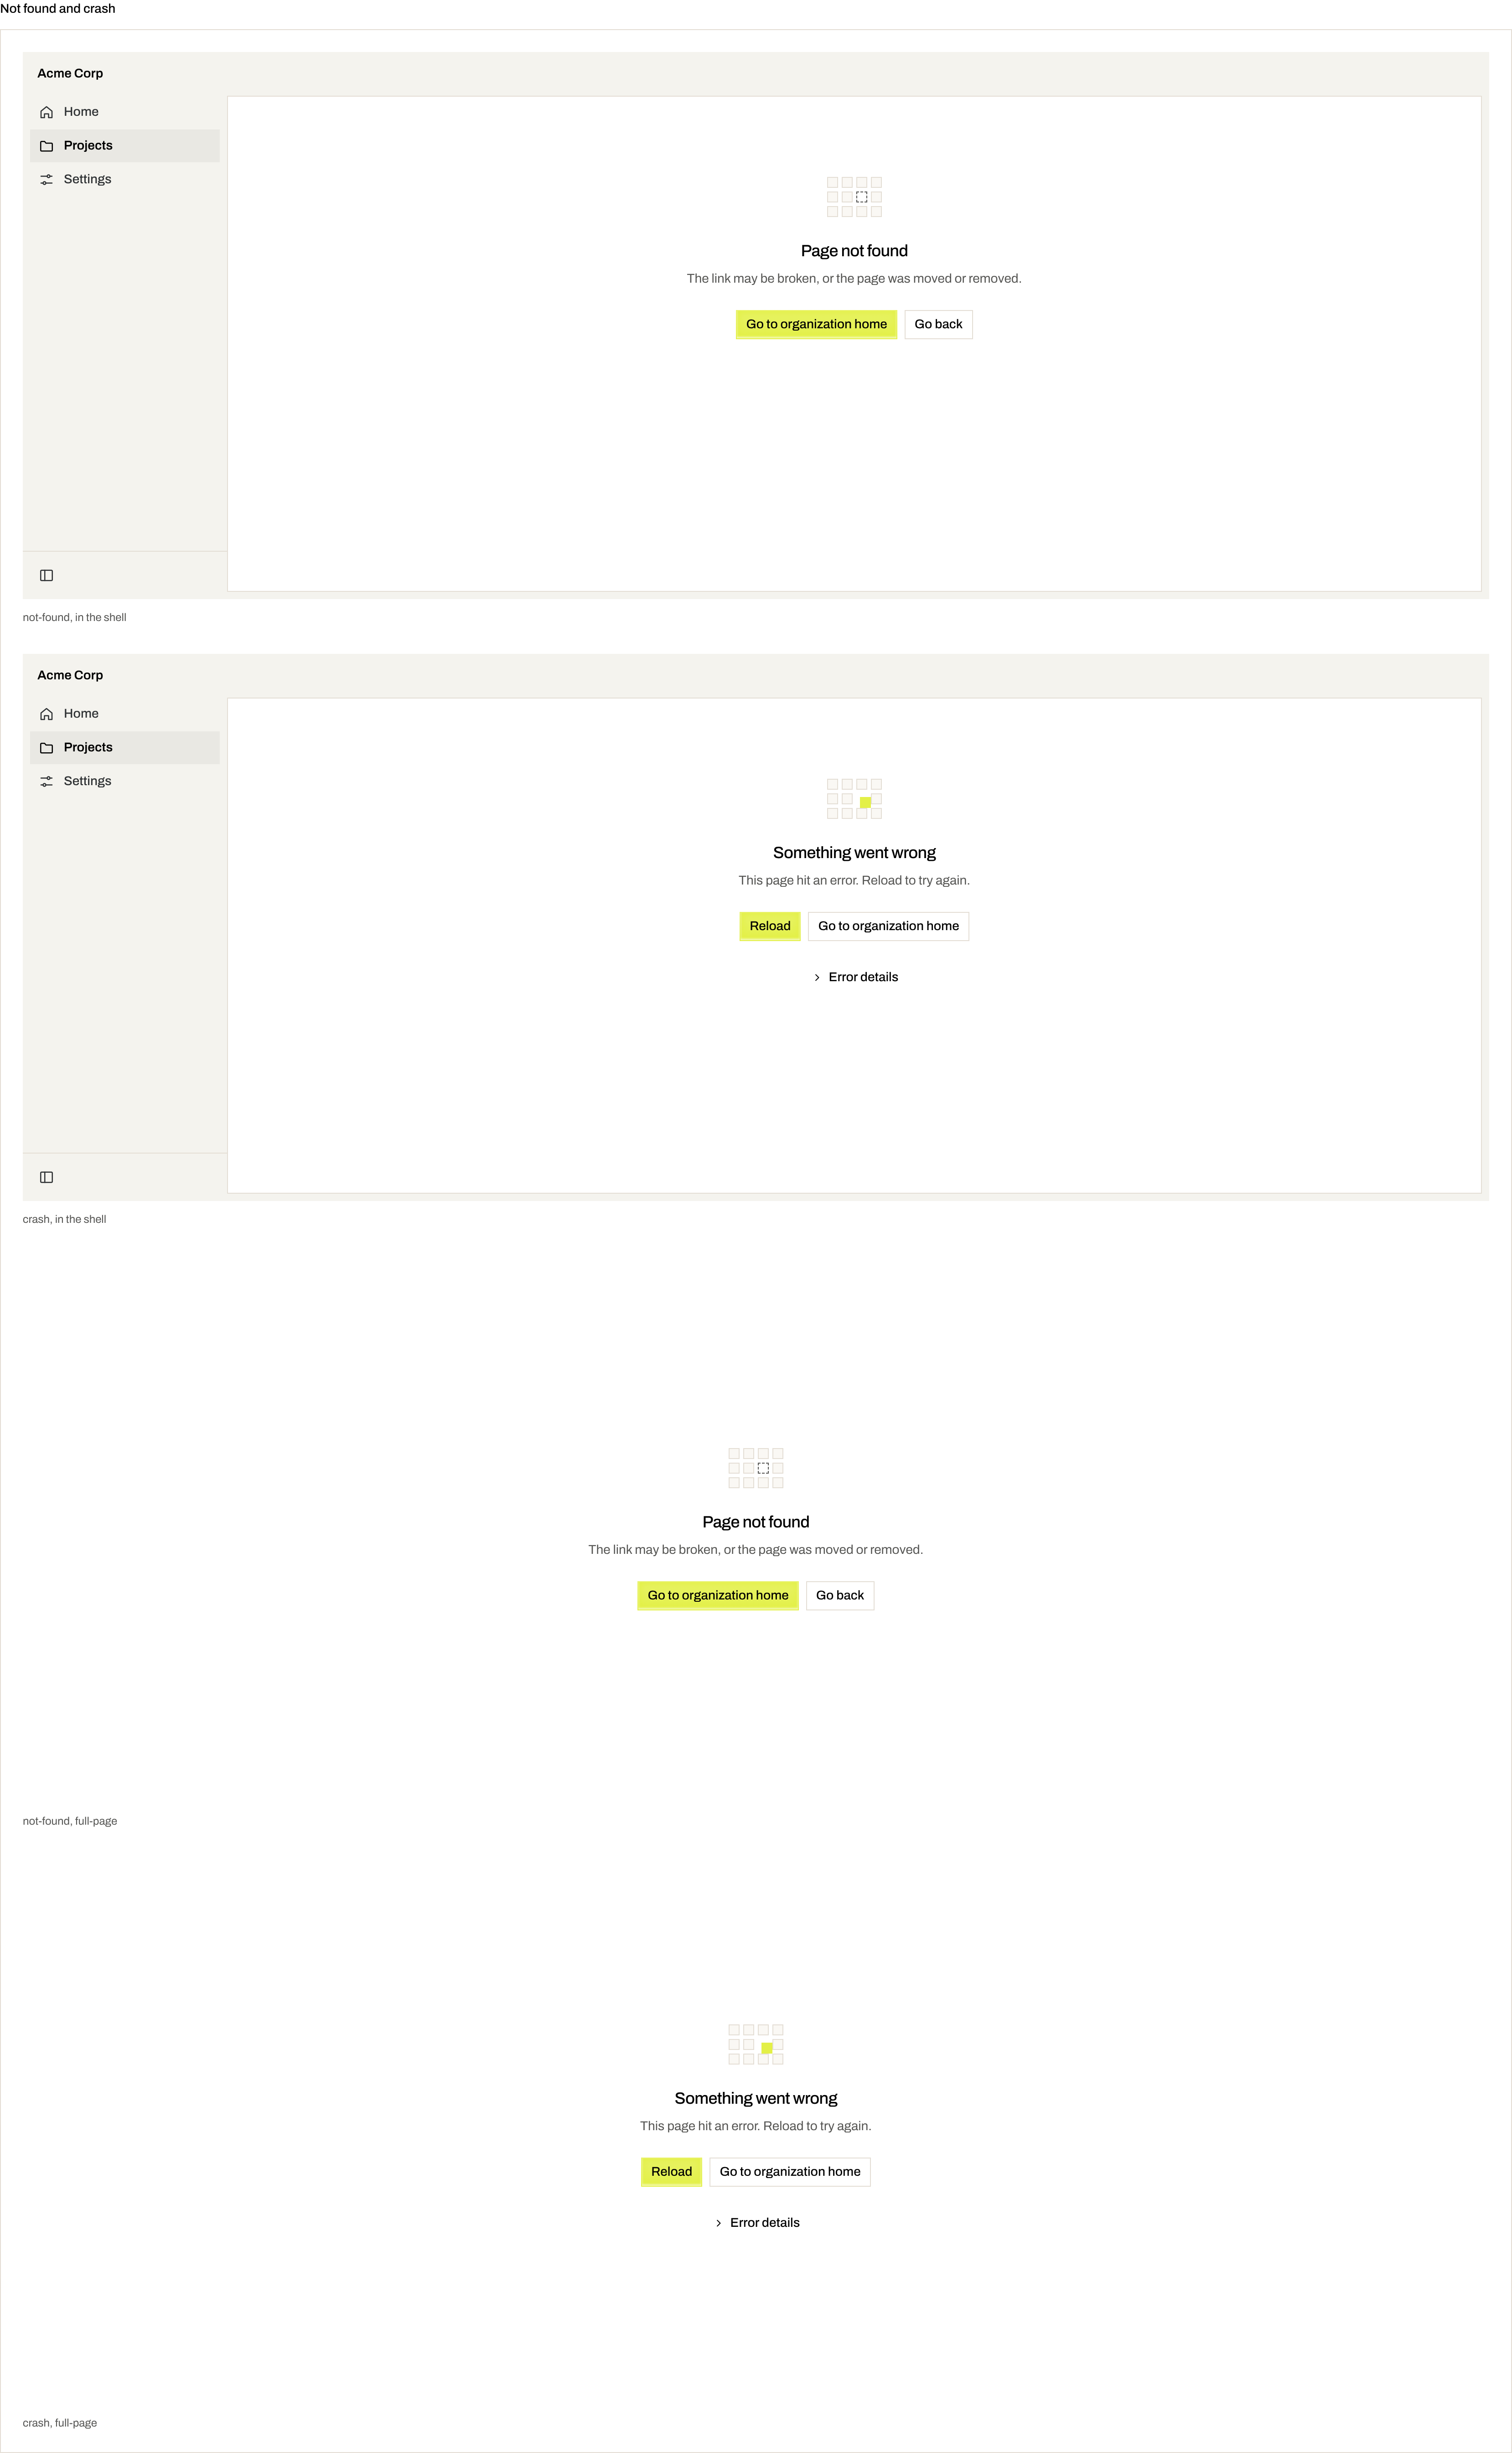 Not found and crash
Acme Corp
Home
Projects
Settings
Page not found
The link may be broken, or the page was moved or removed.
Go to organization home
Go back
not-found, in the shell
Acme Corp
Home
Projects
Settings
Something went wrong
This page hit an error. Reload to try again.
Reload
Go to organization home
Error details
crash, in the shell
Page not found
The link may be broken, or the page was moved or removed.
Go to organization home
Go back
not-found, full-page
Something went wrong
This page hit an error. Reload to try again.
Reload
Go to organization home
Error details
crash, full-page